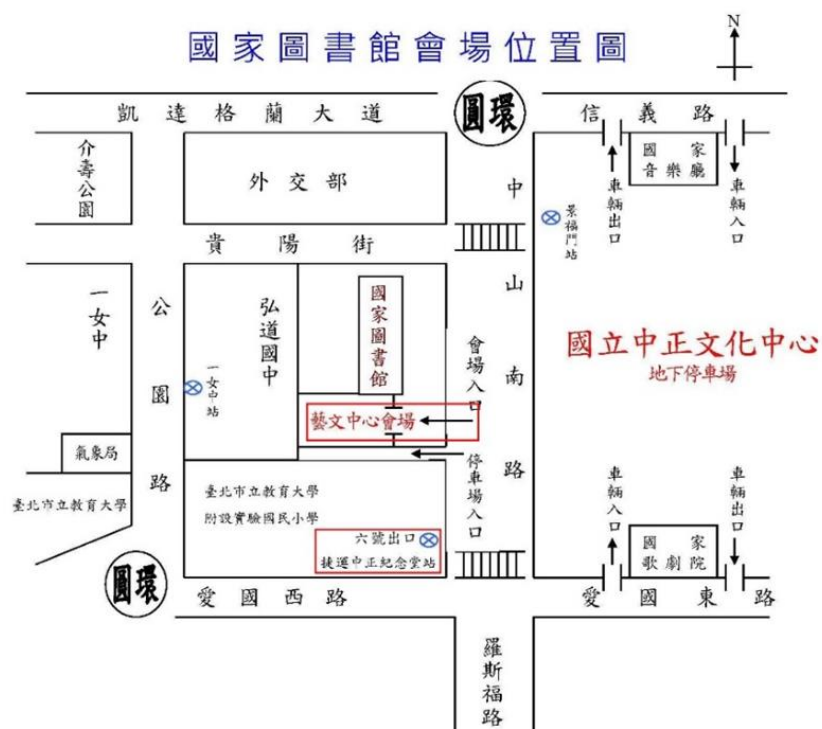 國家圖書館會場位置圖
N
凱達格蘭大道
圓環
信義路
介壽公園
外交部
中山南路
國家音樂廳
車輛出口
車輛入口
景福門站
貴陽街
一女中
公園路
弘道國中
國家圖書館
會場入口
國立中正文化中心
地下停車場
一女中站
藝文中心會場
氣象局
停車場入口
臺北市立教育大學
臺北市立教育大學
附設實驗國民小學
六號出口
捷運中正紀念堂站
車輛入口
車輛出口
國家歌劇院
圓環
愛國西路
愛國東路
羅斯福路